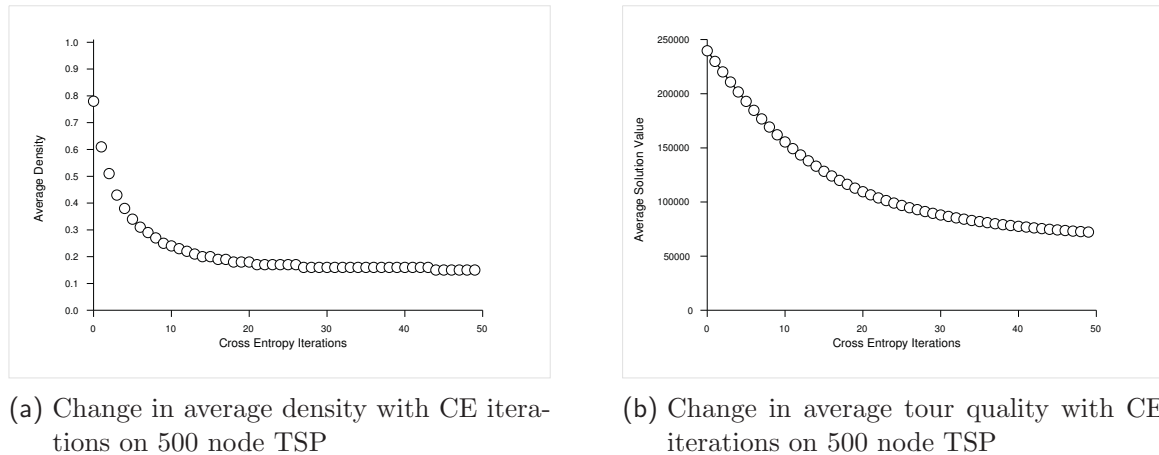 1.0
0.9
0.8
0.7
0.6
0.5
0.4
0.3
0.2
0.1
0.0
Average Density
0 10 20 30 40 50
Cross Entropy Iterations
(a) Change in average density with CE itera-
tions on 500 node TSP
250000
200000
150000
100000
50000
0
Average Solution Value
0 10 20 30 40 50
Cross Entropy Iterations
(b) Change in average tour quality with CE
iterations on 500 node TSP